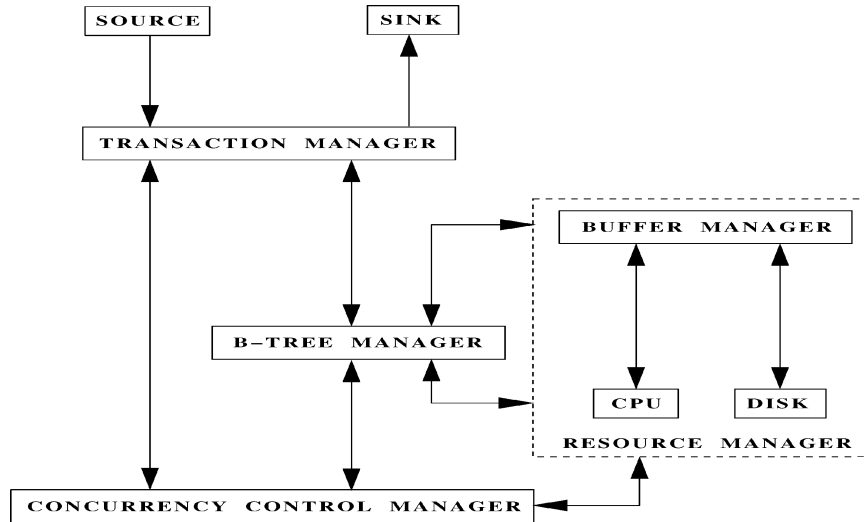 SOURCE
SINK
TRANSACTION MANAGER
BUFFER MANAGER
B-TREE MANAGER
CPU
DISK
RESOURCE MANAGER
CONCURRENCY CONTROL MANAGER